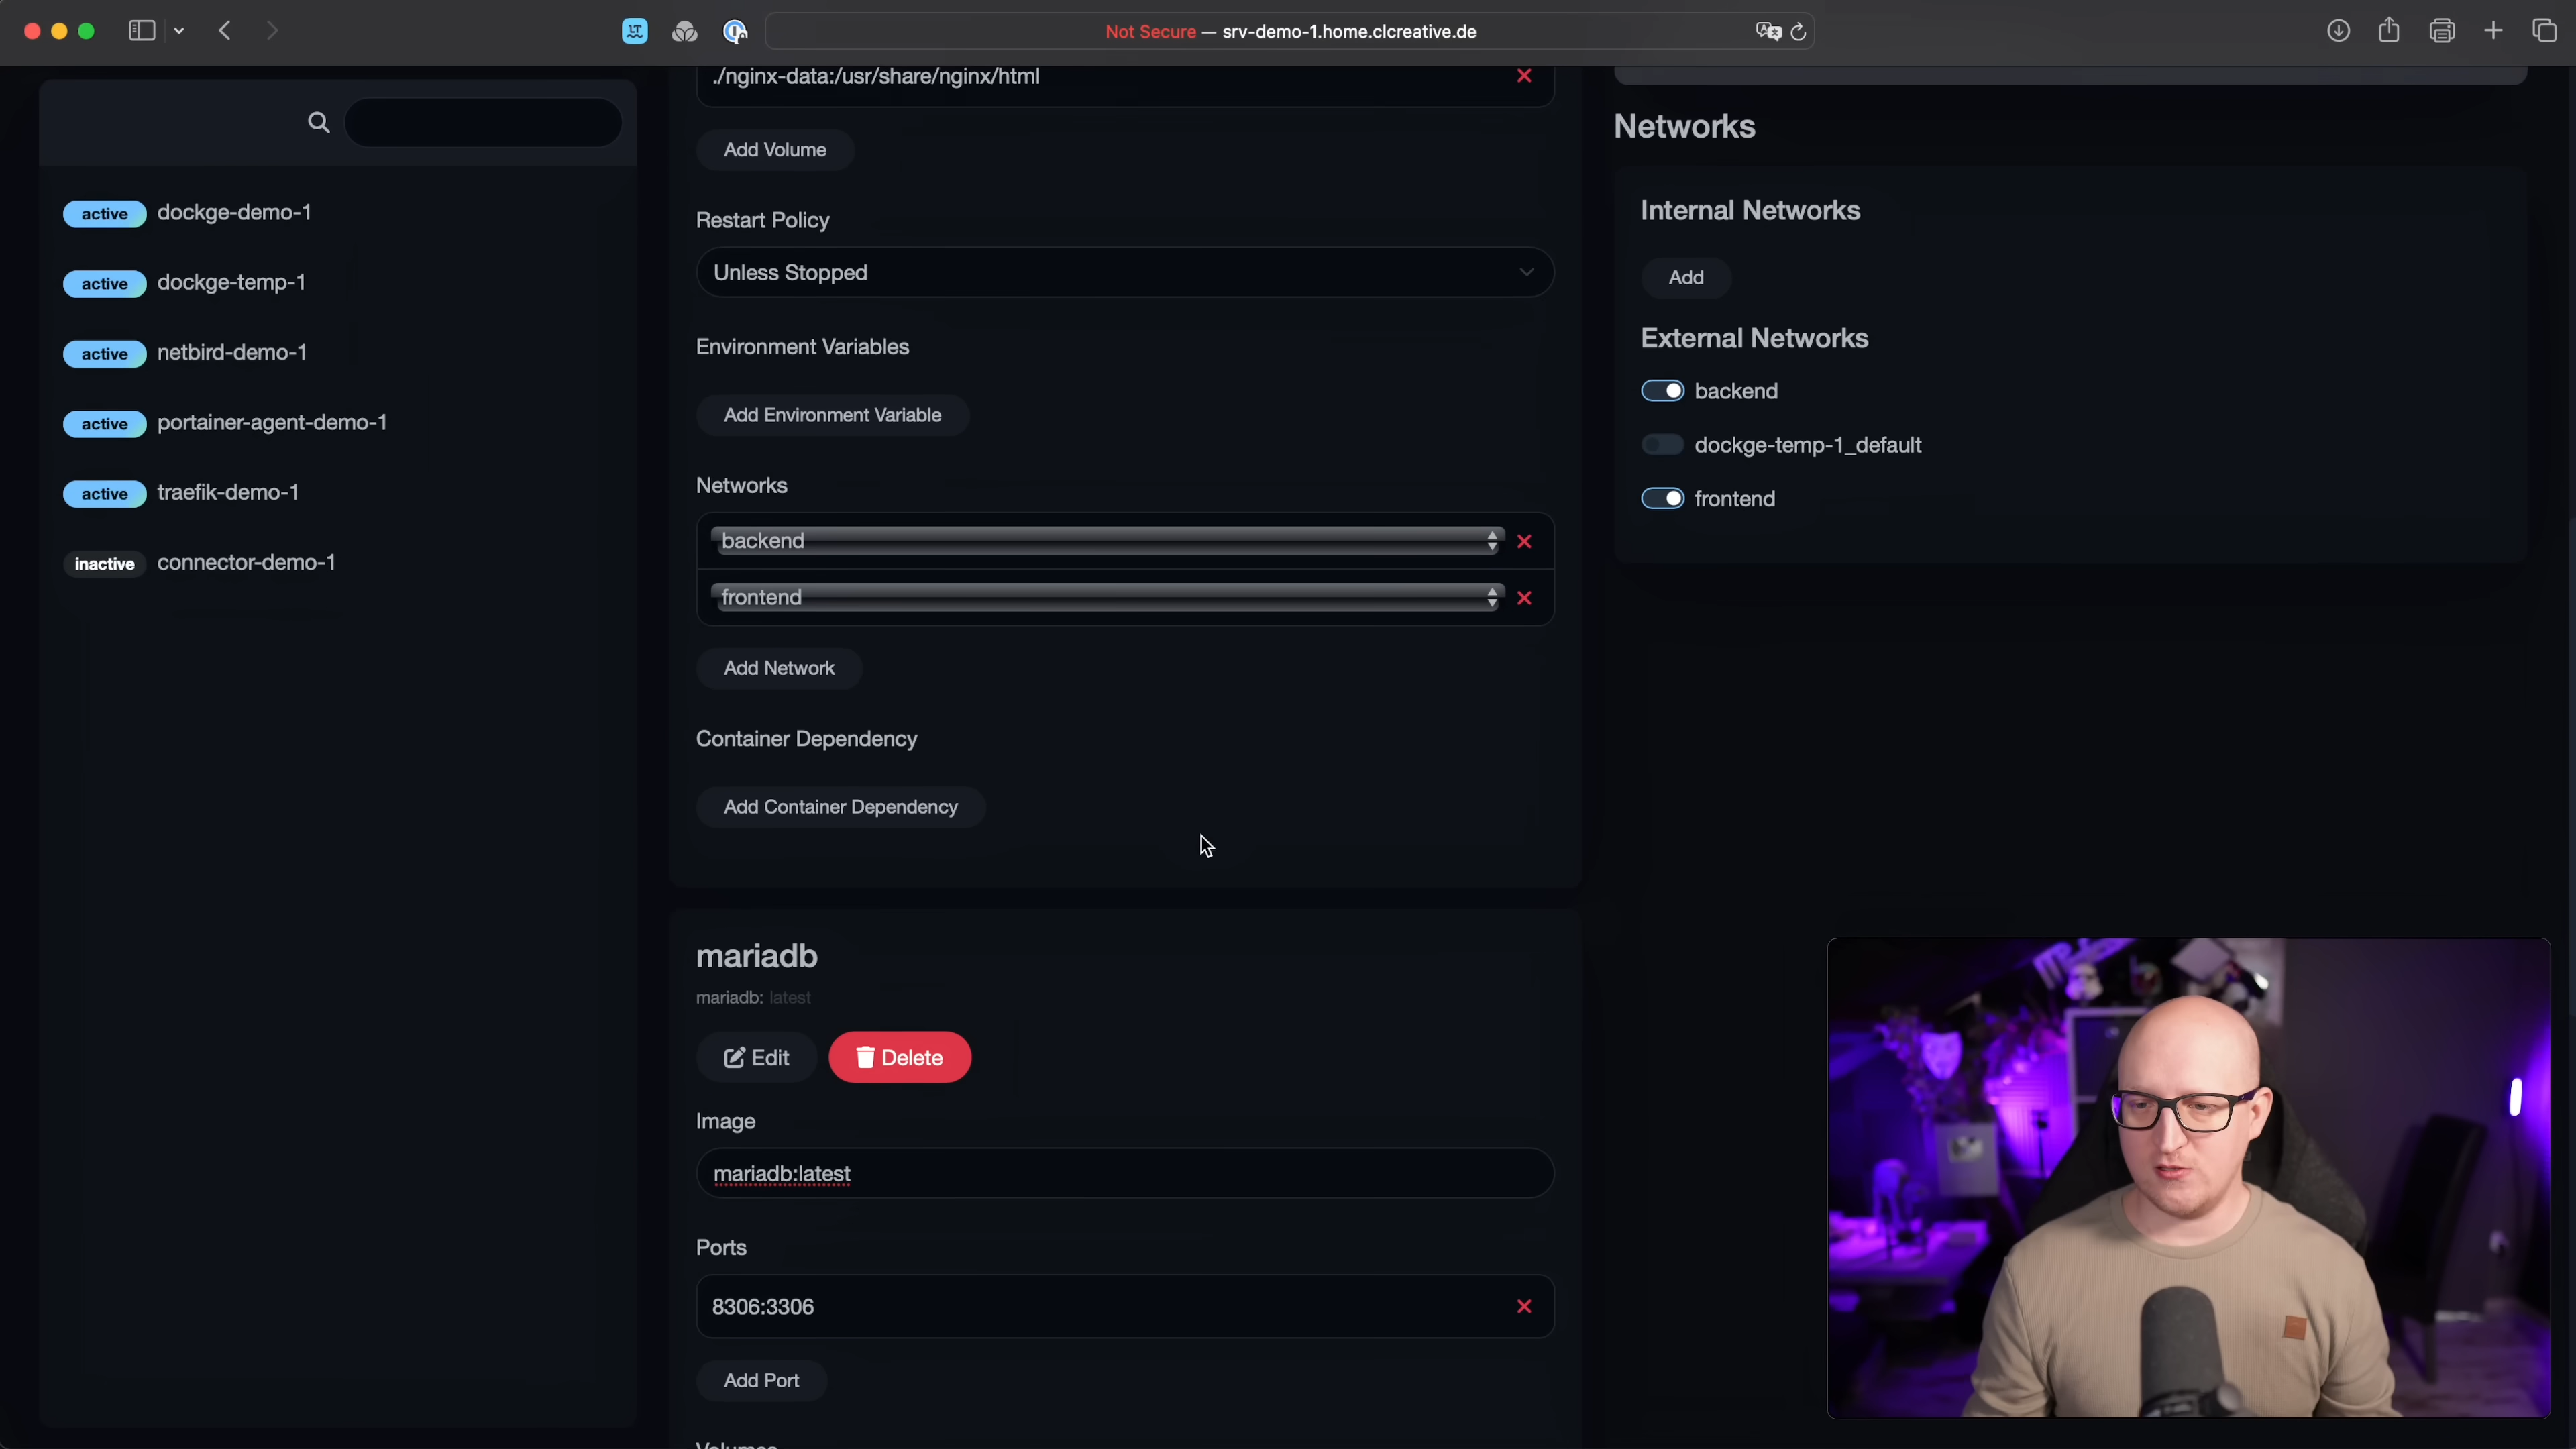 LT
Not Secure — srv-demo-1.home.clcreative.de
active dockge-demo-1
active dockge-temp-1
active netbird-demo-1
active portainer-agent-demo-1
active traefik-demo-1
inactive connector-demo-1
./nginx-data:/usr/share/nginx/html
Add Volume
Restart Policy
Unless Stopped
Environment Variables
Add Environment Variable
Networks
backend
frontend
Add Network
Container Dependency
Add Container Dependency
mariadb
mariadb: latest
Edit
Delete
Image
mariadb:latest
Ports
8306:3306
Add Port
Volumes
Networks
Internal Networks
Add
External Networks
backend
dockge-temp-1_default
frontend